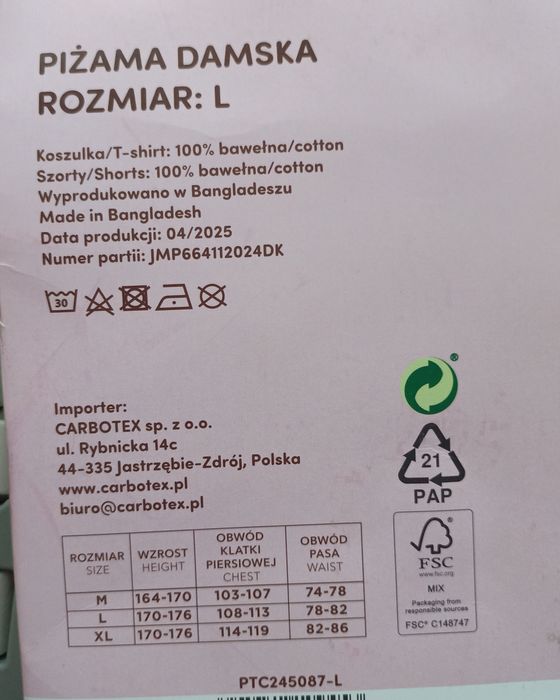 PIŻAMA DAMSKA
ROZMIAR: L
Koszulka/T-shirt: 100% bawełna/cotton
Szorty/Shorts: 100% bawełna/cotton
Wyprodukowano w Bangladeszu
Made in Bangladesh
Data produkcji: 04/2025
Numer partii: JMP664112024DK
30
Importer:
CARBOTEX sp. z o.o.
ul. Rybnicka 14c
44-335 Jastrzębie-Zdrój, Polska
www.carbotex.pl
biuro@carbotex.pl
®
21
PAP
®
FSC
www.fsc.org
MIX
Packaging from
responsible sources
FSC® C148747
ROZMIAR SIZE WZROST HEIGHT OBWÓD KLATKI PIERSIOWEJ CHEST OBWÓD PASA WAIST
M 164-170 103-107 74-78
L 170-176 108-113 78-82
XL 170-176 114-119 82-86
PTC245087-L